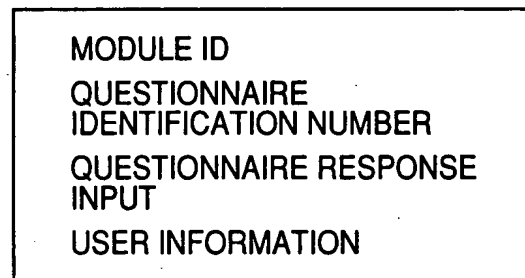 MODULE ID
QUESTIONNAIRE
IDENTIFICATION NUMBER
QUESTIONNAIRE RESPONSE
INPUT
USER INFORMATION